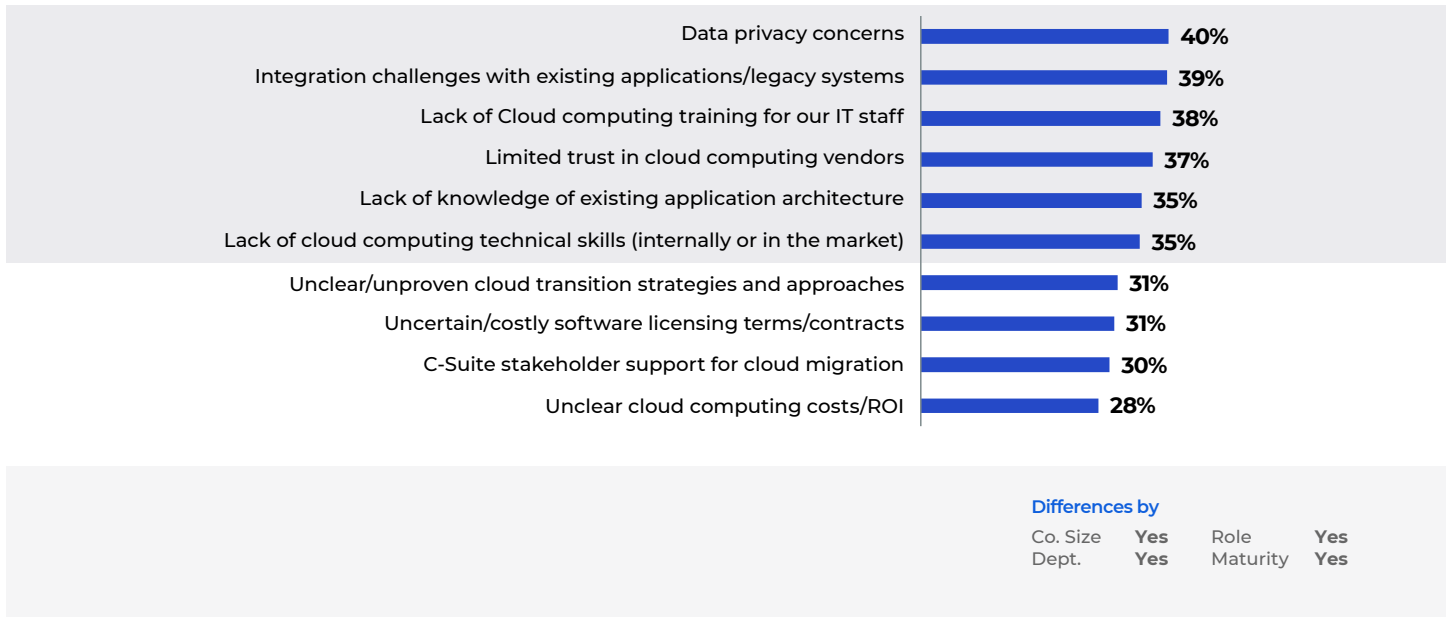 Data privacy concerns 40%
Integration challenges with existing applications/legacy systems 39%
Lack of Cloud computing training for our IT staff 38%
Limited trust in cloud computing vendors 37%
Lack of knowledge of existing application architecture 35%
Lack of cloud computing technical skills (internally or in the market) 35%
Unclear/unproven cloud transition strategies and approaches 31%
Uncertain/costly software licensing terms/contracts 31%
C-Suite stakeholder support for cloud migration 30%
Unclear cloud computing costs/ROI 28%
Differences by
Co. Size Yes Role Yes
Dept. Yes Maturity Yes